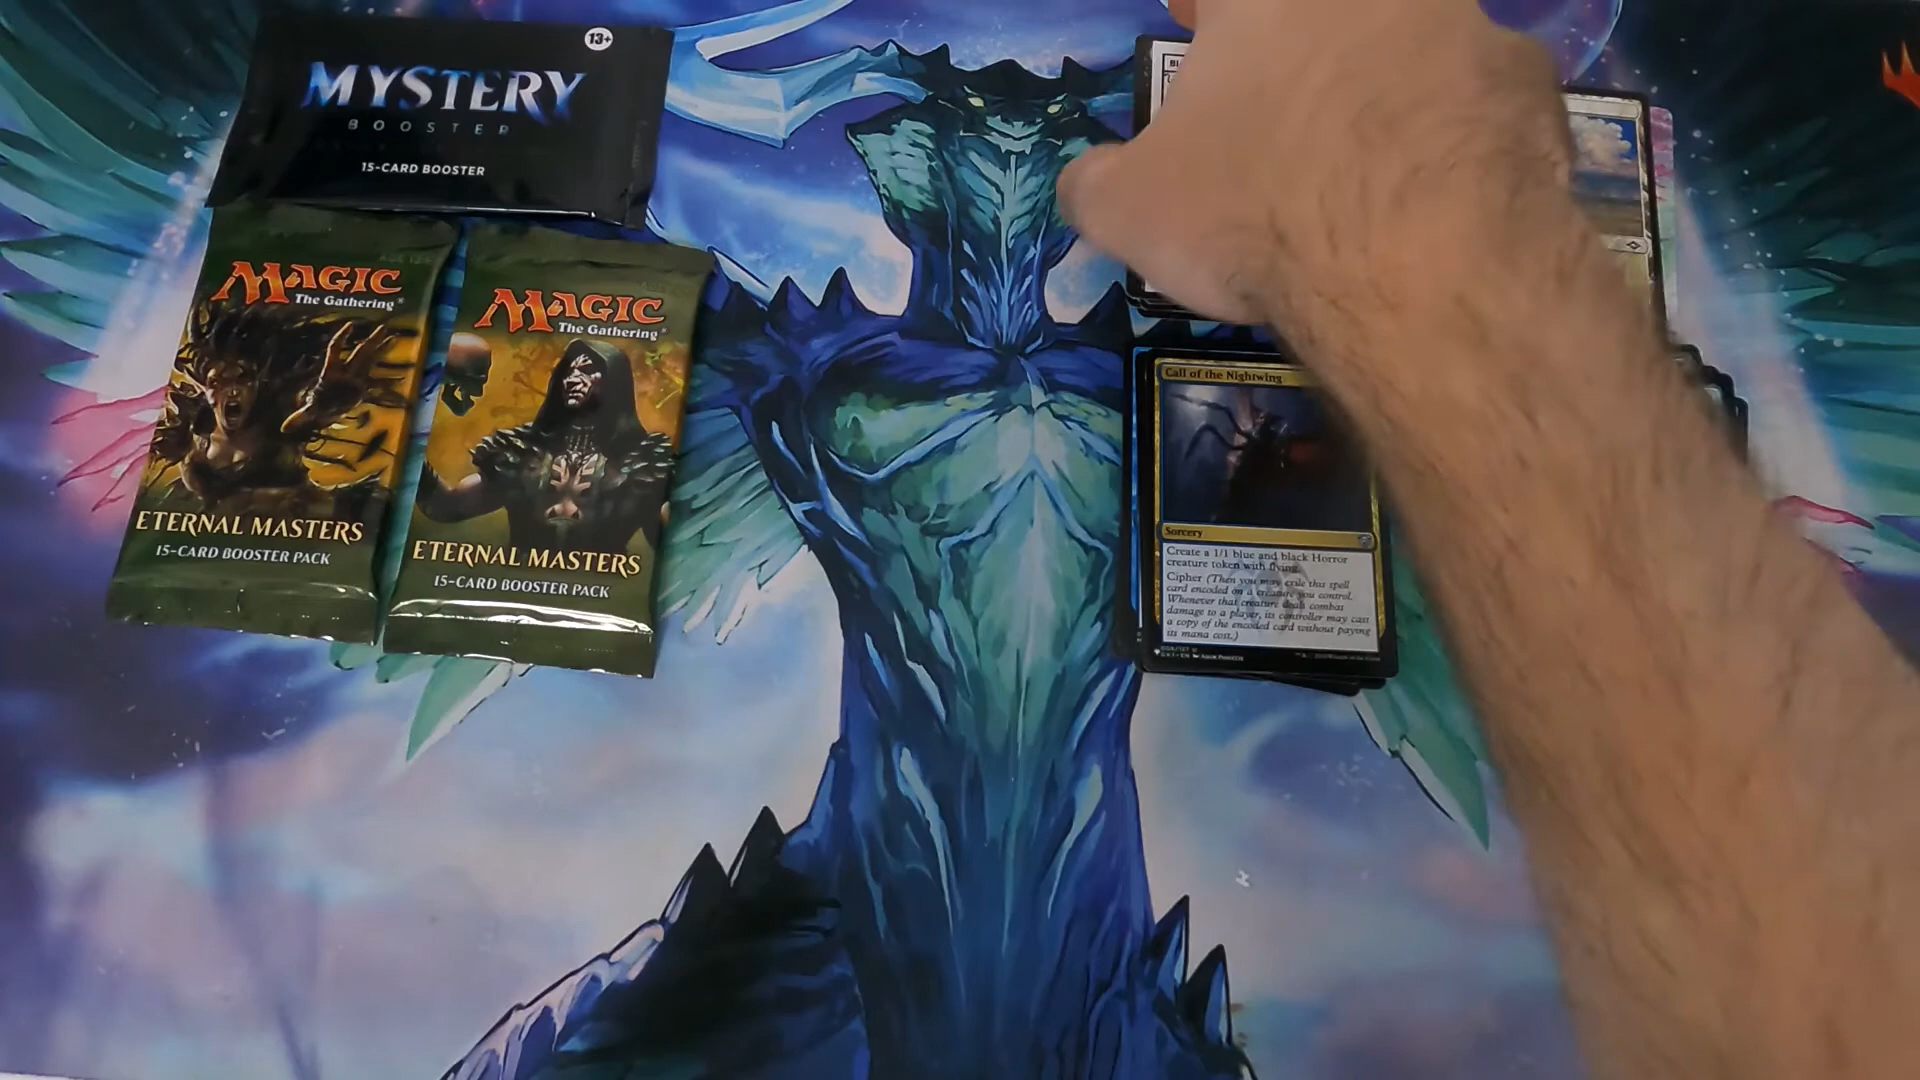 13+
MYSTERY
BOOSTER
15-CARD BOOSTER
MAGIC
The Gathering®
ETERNAL MASTERS
15-CARD BOOSTER PACK
MAGIC
The Gathering®
ETERNAL MASTERS
15-CARD BOOSTER PACK
Call of the Nightwing
Sorcery
Create a 1/1 blue and black Horror
creature token with flying.
Cipher (Then you may exile this spell
card encoded on a creature you control.
Whenever that creature deals combat
damage to a player, its controller may cast
a copy of the encoded card without paying
its mana cost.)